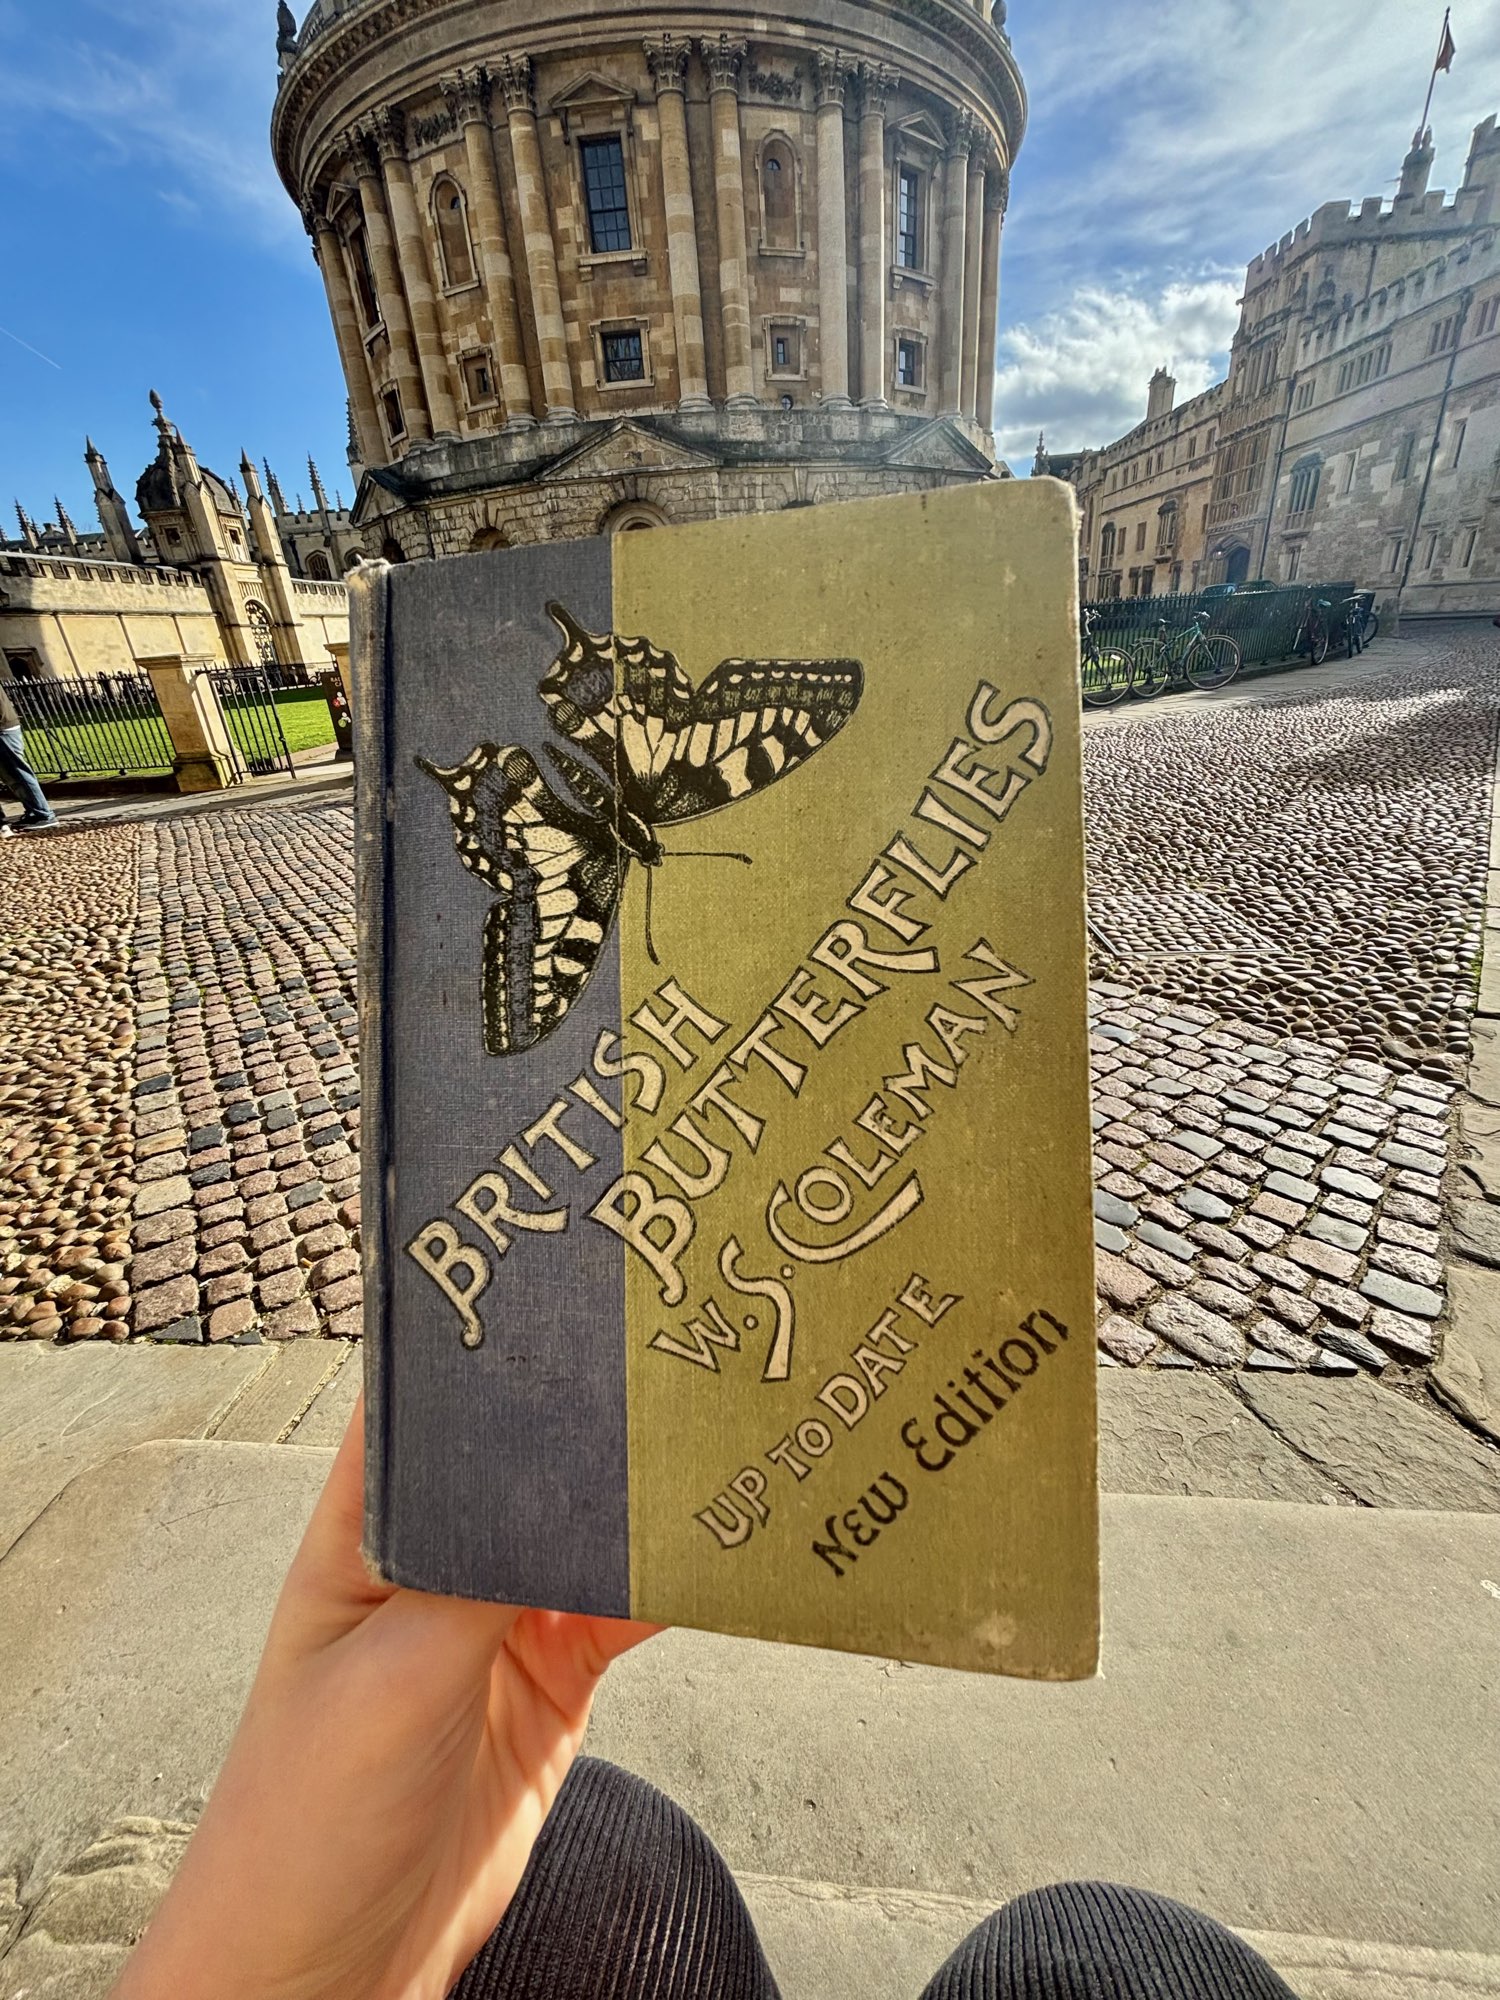 BRITISH
BUTTERFLIES
W. S. COLEMAN
UP TO DATE
New Edition